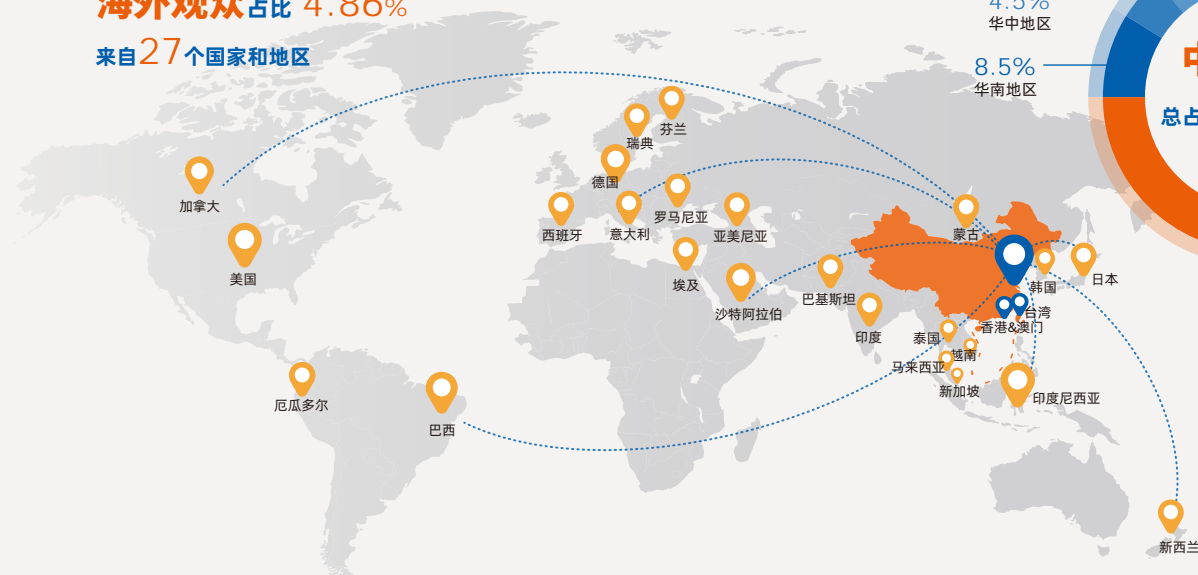 海外观众占比 4.86%
来自27个国家和地区
4.5%
华中地区
8.5%
华南地区
中
总占
芬兰
瑞典
德国
加拿大
罗马尼亚
西班牙
意大利
亚美尼亚
蒙古
美国
埃及
巴基斯坦
韩国
日本
沙特阿拉伯
台湾
香港&澳门
印度
泰国
越南
马来西亚
新加坡
印度尼西亚
厄瓜多尔
巴西
新西兰